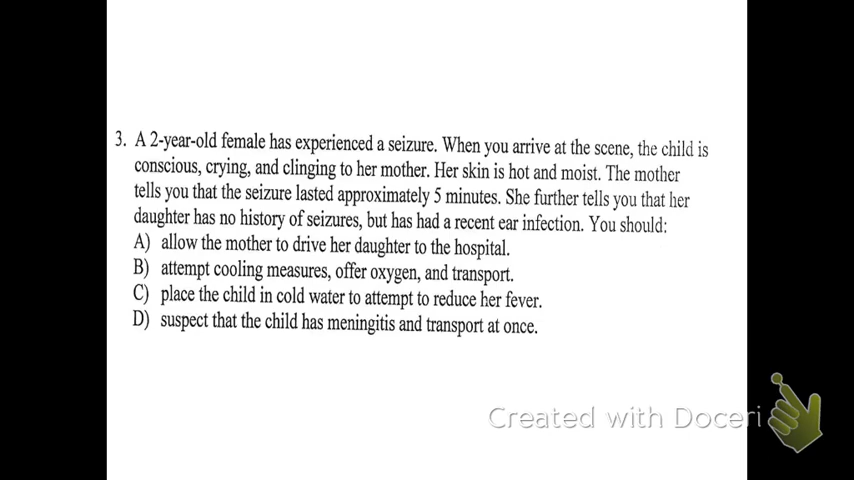 3. A 2-year-old female has experienced a seizure. When you arrive at the scene, the child is
conscious, crying, and clinging to her mother. Her skin is hot and moist. The mother
tells you that the seizure lasted approximately 5 minutes. She further tells you that her
daughter has no history of seizures, but has had a recent ear infection. You should:
A) allow the mother to drive her daughter to the hospital.
B) attempt cooling measures, offer oxygen, and transport.
C) place the child in cold water to attempt to reduce her fever.
D) suspect that the child has meningitis and transport at once.
Created with Doceri